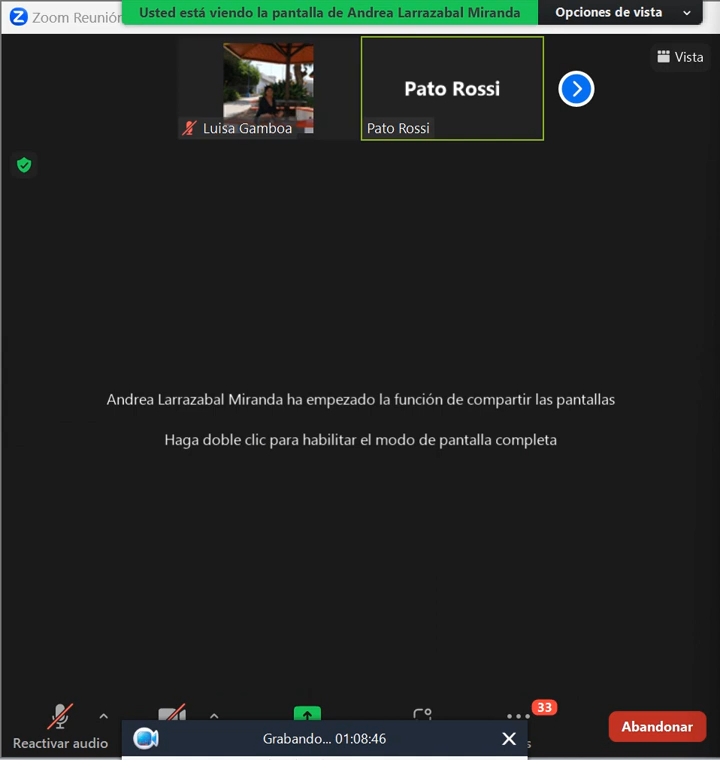 Zoom Reunión
Usted está viendo la pantalla de Andrea Larrazabal Miranda
Opciones de vista
Vista
Pato Rossi
Luisa Gamboa
Pato Rossi
Andrea Larrazabal Miranda ha empezado la función de compartir las pantallas
Haga doble clic para habilitar el modo de pantalla completa
33
Abandonar
Reactivar audio
Grabando... 01:08:46